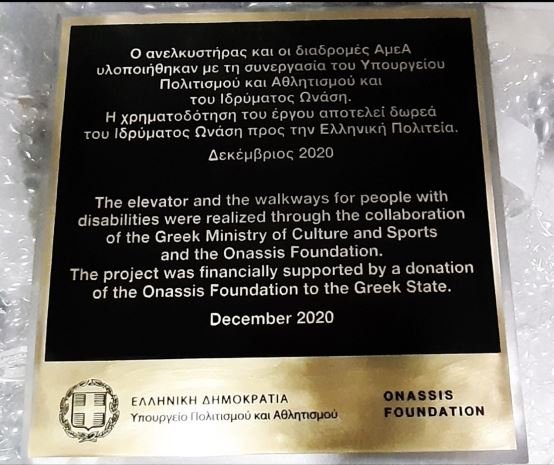 Ο ανελκυστήρας και οι διαδρομές ΑμεΑ
υλοποιήθηκαν με τη συνεργασία του Υπουργείου
Πολιτισμού και Αθλητισμού και
του Ιδρύματος Ωνάση.
Η χρηματοδότηση του έργου αποτελεί δωρεά
του Ιδρύματος Ωνάση προς την Ελληνική Πολιτεία.
Δεκέμβριος 2020
The elevator and the walkways for people with
disabilities were realized through the collaboration
of the Greek Ministry of Culture and Sports
and the Onassis Foundation.
The project was financially supported by a donation
of the Onassis Foundation to the Greek State.
December 2020
ΕΛΛΗΝΙΚΗ ΔΗΜΟΚΡΑΤΙΑ
Υπουργείο Πολιτισμού και Αθλητισμού
ONASSIS
FOUNDATION